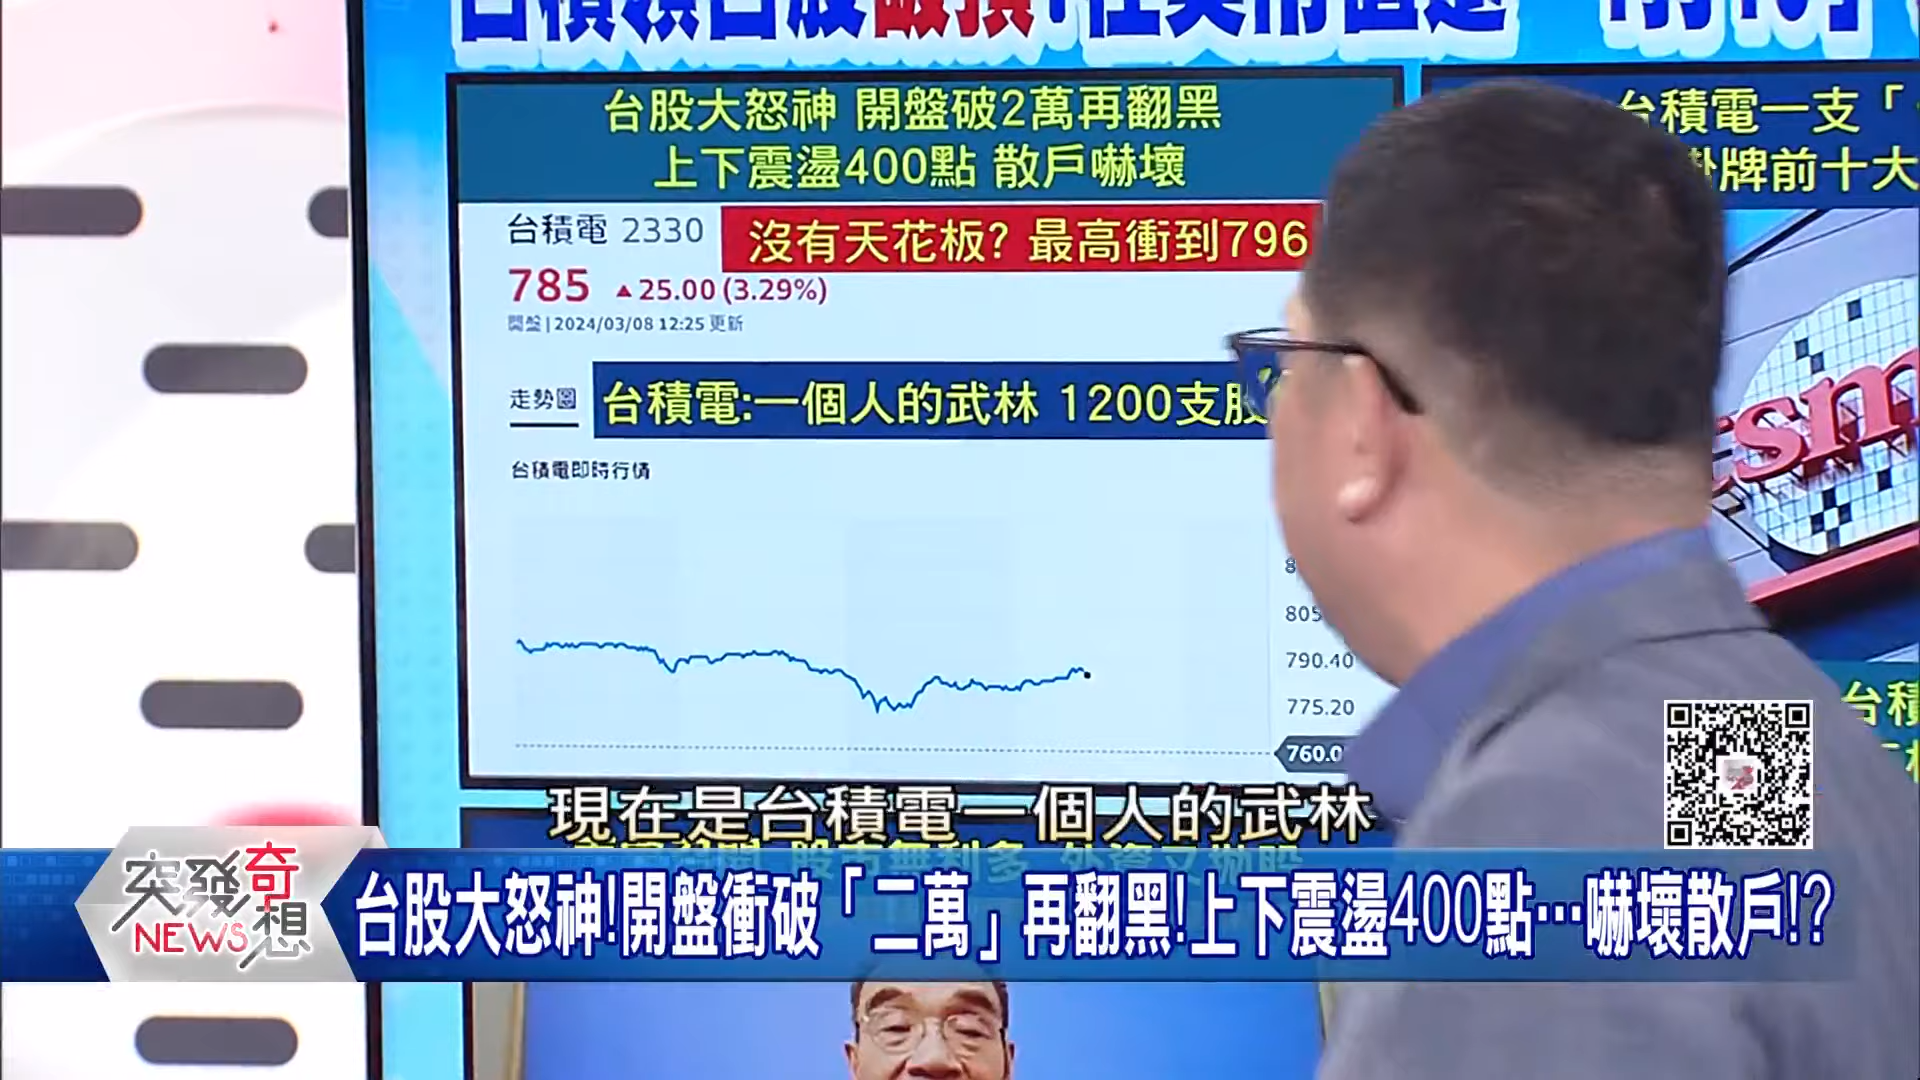 台股大怒神 開盤破2萬再翻黑
上下震盪400點 散戶嚇壞
台積電 2330
沒有天花板? 最高衝到796
785 ▲25.00 (3.29%)
開盤 | 2024/03/08 12:25 更新
走勢圖
台積電:一個人的武林 1200支股
台積電即時行情
805
790.40
775.20
760.0
台積電一支「
掛牌前十大
tsm
台積
現在是台積電一個人的武林
突發奇想
NEWS
台股大怒神!開盤衝破「二萬」再翻黑!上下震盪400點…嚇壞散戶!?